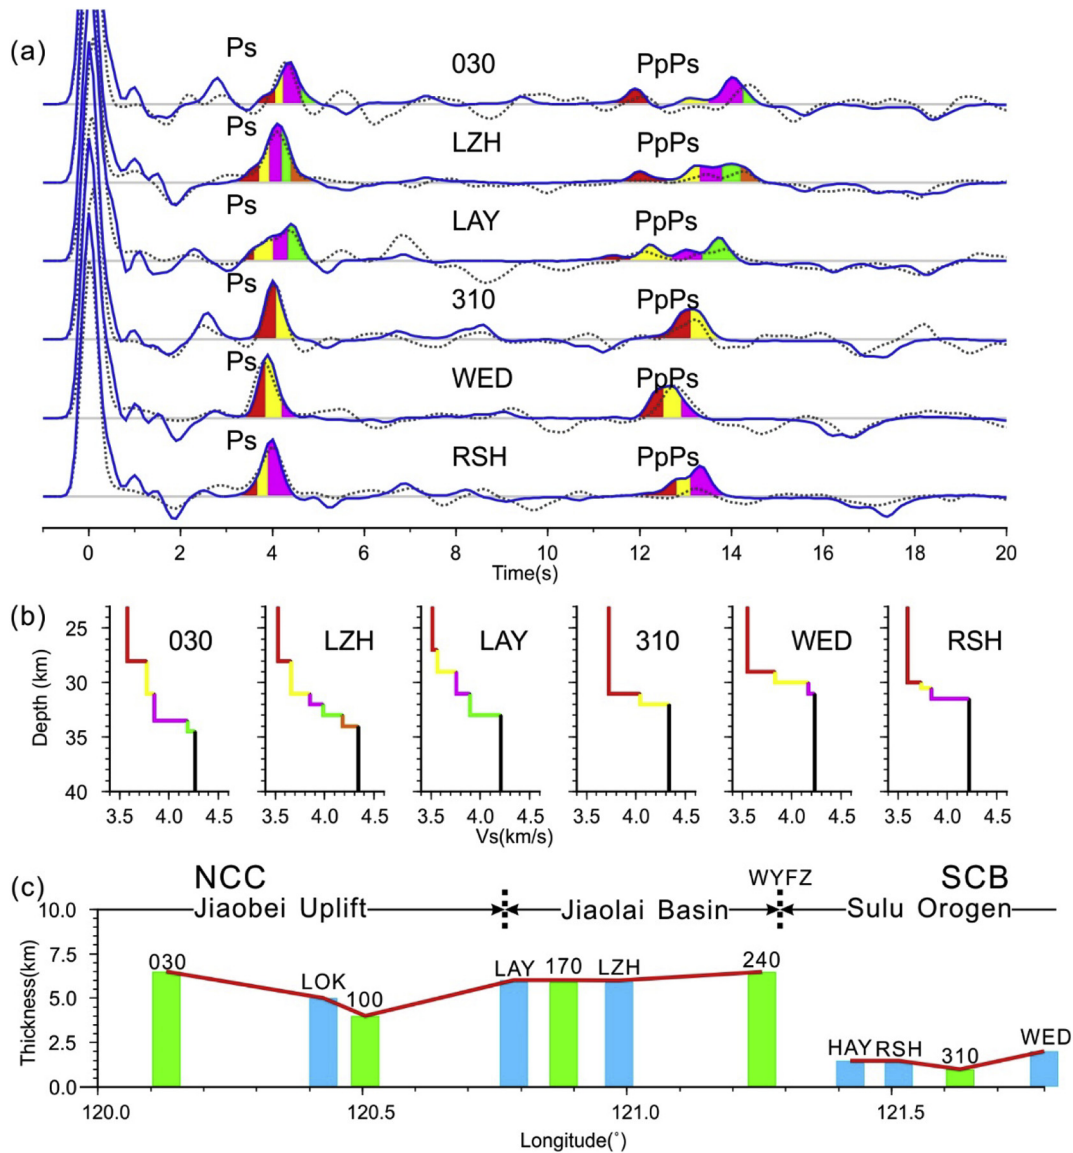 (a)
Ps 030 PpPs
Ps LZH PpPs
Ps LAY PpPs
Ps 310 PpPs
Ps WED PpPs
Ps RSH PpPs
0 2 4 6 8 10 12 14 16 18 20
Time(s)
(b)
Depth (km)
25
30
35
40
030 LZH LAY 310 WED RSH
3.5 4.0 4.5 3.5 4.0 4.5 3.5 4.0 4.5 3.5 4.0 4.5 3.5 4.0 4.5 3.5 4.0 4.5
Vs(km/s)
(c)
NCC WYFZ SCB
Jiaobei Uplift Jiaolai Basin Sulu Orogen
Thickness(km)
10.0
7.5
5.0
2.5
0.0
030 LOK 100 LAY 170 LZH 240 HAY RSH 310 WED
120.0 120.5 121.0 121.5
Longitude(°)